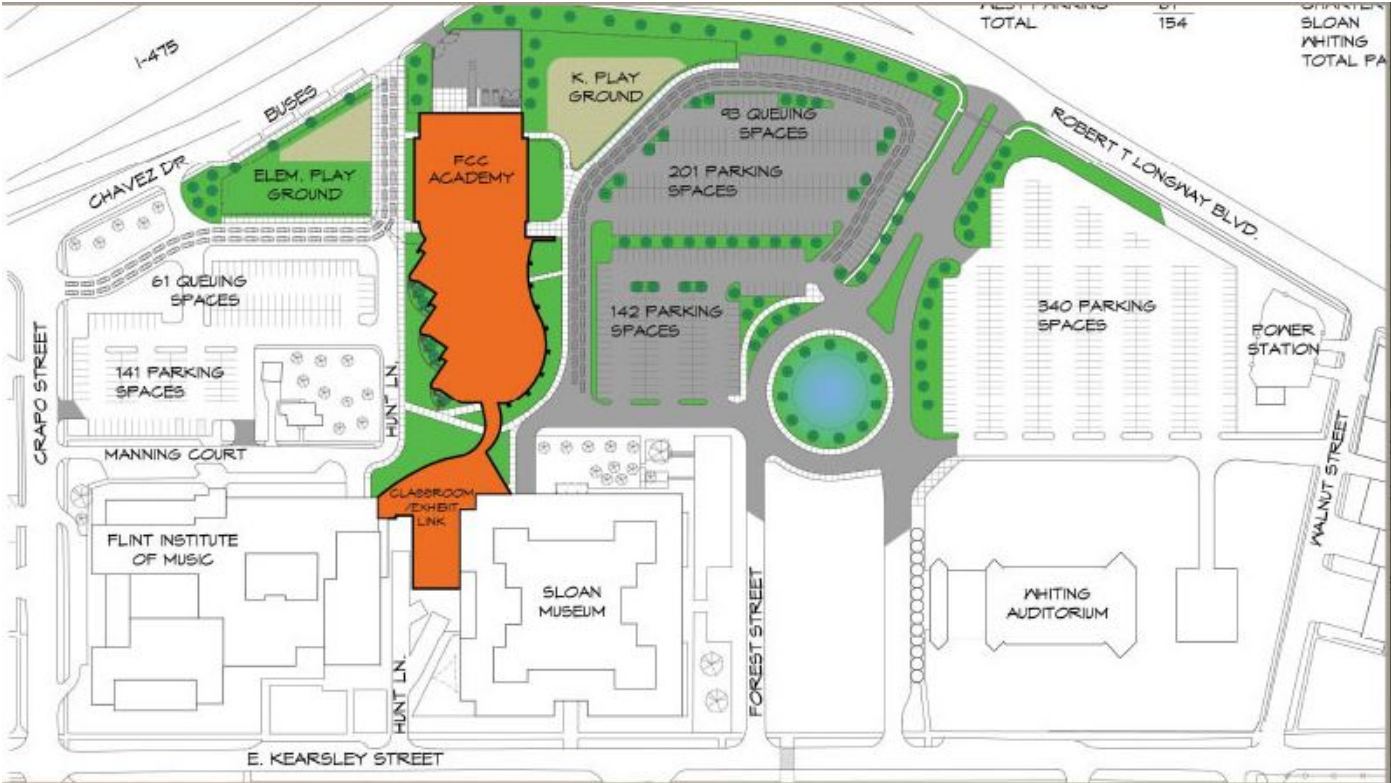 TOTAL 154
SLOAN
WHITING
TOTAL PA
I-475
BUSES
CHAVEZ DR.
K. PLAY
GROUND
ELEM. PLAY
GROUND
FCC
ACADEMY
93 QUEUING
SPACES
201 PARKING
SPACES
ROBERT T LONGWAY BLVD.
61 QUEUING
SPACES
142 PARKING
SPACES
340 PARKING
SPACES
POWER
STATION
141 PARKING
SPACES
CRAPO STREET
HUNT LN.
MANNING COURT
WALNUT STREET
CLASSROOM
/EXHIBIT
LINK
FLINT INSTITUTE
OF MUSIC
SLOAN
MUSEUM
FOREST STREET
WHITING
AUDITORIUM
HUNT LN.
E. KEARSLEY STREET